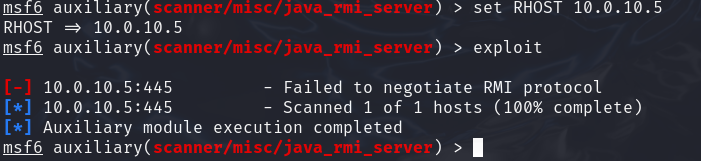 msf6 auxiliary(scanner/misc/java_rmi_server) > set RHOST 10.0.10.5
RHOST => 10.0.10.5
msf6 auxiliary(scanner/misc/java_rmi_server) > exploit
[-] 10.0.10.5:445 - Failed to negotiate RMI protocol
[*] 10.0.10.5:445 - Scanned 1 of 1 hosts (100% complete)
[*] Auxiliary module execution completed
msf6 auxiliary(scanner/misc/java_rmi_server) >